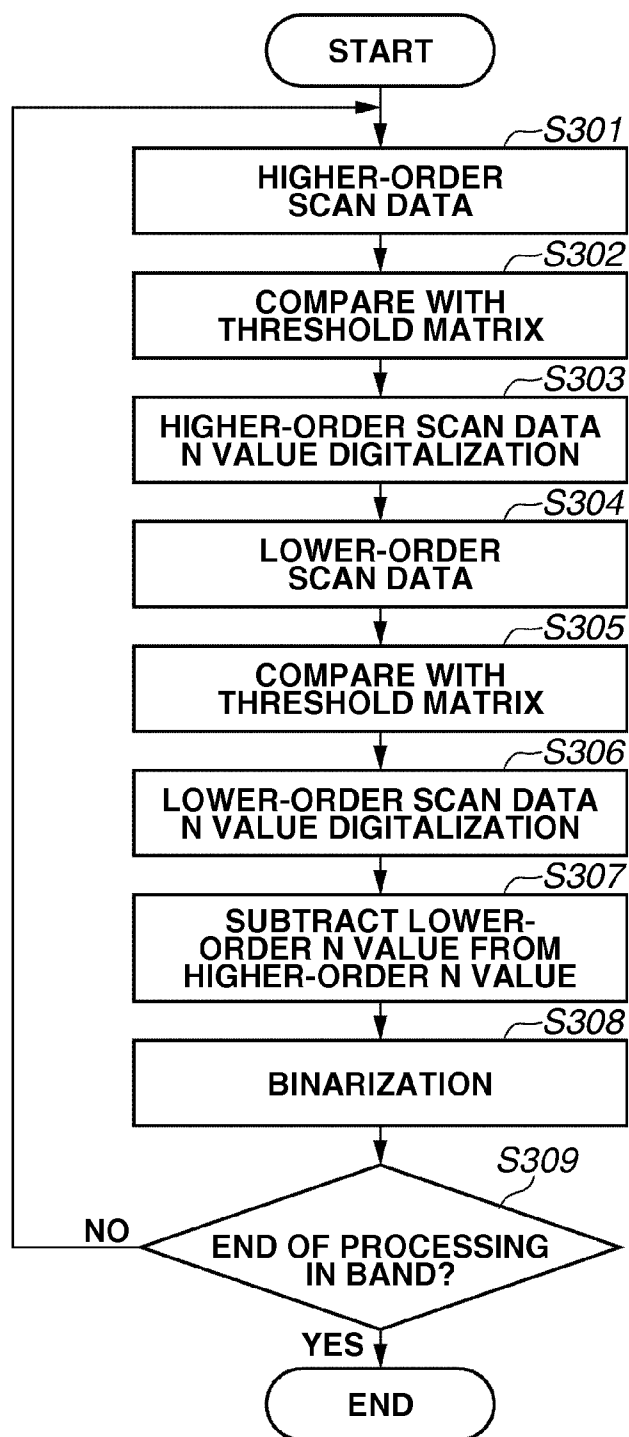 START
S301
HIGHER-ORDER
SCAN DATA
S302
COMPARE WITH
THRESHOLD MATRIX
S303
HIGHER-ORDER SCAN DATA
N VALUE DIGITALIZATION
S304
LOWER-ORDER
SCAN DATA
S305
COMPARE WITH
THRESHOLD MATRIX
S306
LOWER-ORDER SCAN DATA
N VALUE DIGITALIZATION
S307
SUBTRACT LOWER-
ORDER N VALUE FROM
HIGHER-ORDER N VALUE
S308
BINARIZATION
S309
NO
END OF PROCESSING
IN BAND?
YES
END